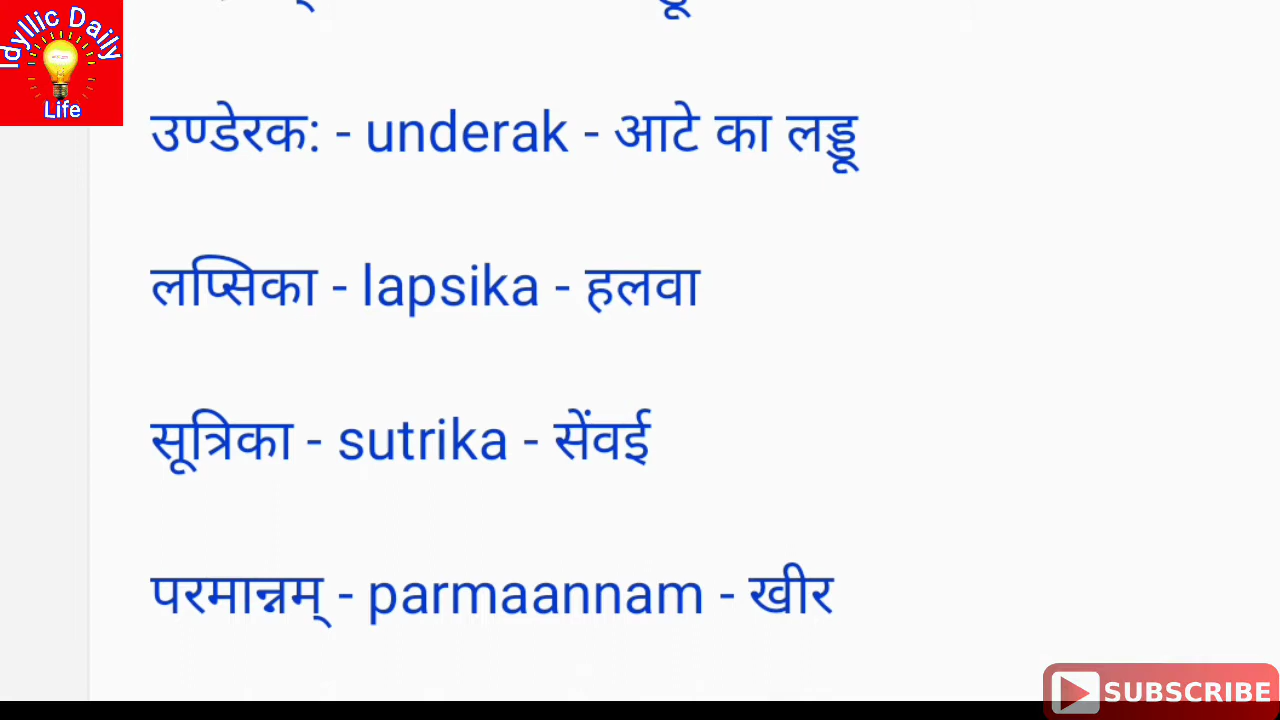 Idyllic Daily
Life
उण्डेरक: - underak - आटे का लड्डू
लप्सिका - lapsika - हलवा
सूत्रिका - sutrika - सेंवई
परमान्नम् - parmaannam - खीर
SUBSCRIBE